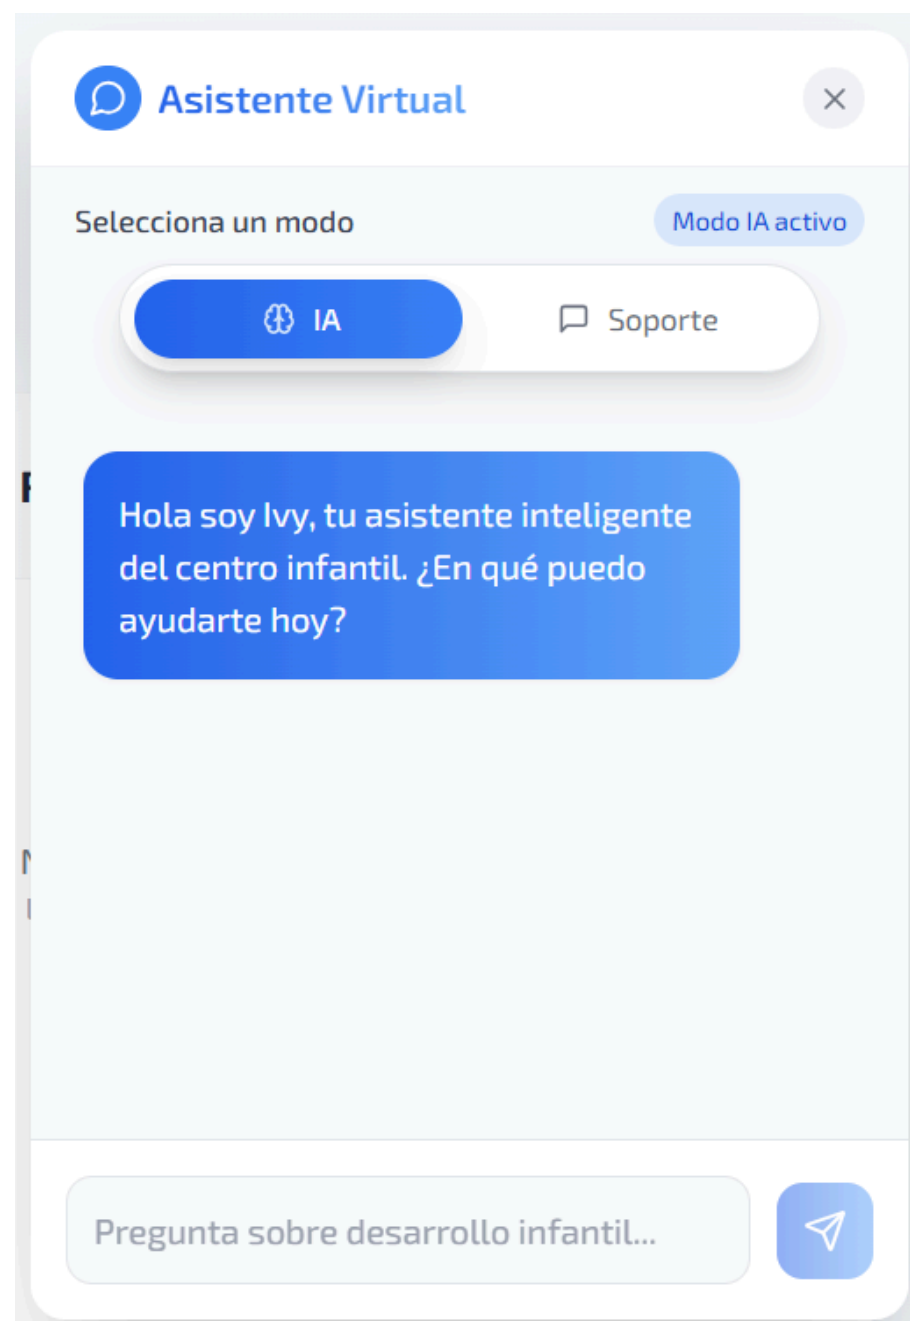 Asistente Virtual
Selecciona un modo
Modo IA activo
IA
Soporte
Hola soy Ivy, tu asistente inteligente
del centro infantil. ¿En qué puedo
ayudarte hoy?
Pregunta sobre desarrollo infantil...